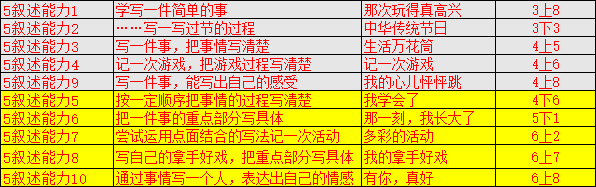 5叙述能力1 学写一件简单的事 那次玩得真高兴 3上8
5叙述能力2 ……写一写过节的过程 中华传统节日 3下3
5叙述能力3 写一件事，把事情写清楚 生活万花筒 4上5
5叙述能力4 记一次游戏，把游戏过程写清楚 记一次游戏 4上6
5叙述能力9 写一件事，能写出自己的感受 我的心儿怦怦跳 4上8
5叙述能力5 按一定顺序把事情的过程写清楚 我学会了 4下6
5叙述能力6 把一件事的重点部分写具体 那一刻，我长大了 5下1
5叙述能力7 尝试运用点面结合的写法记一次活动 多彩的活动 6上2
5叙述能力8 写自己的拿手好戏，把重点部分写具体 我的拿手好戏 6上7
5叙述能力10 通过事情写一个人，表达出自己的情感 有你，真好 6上8